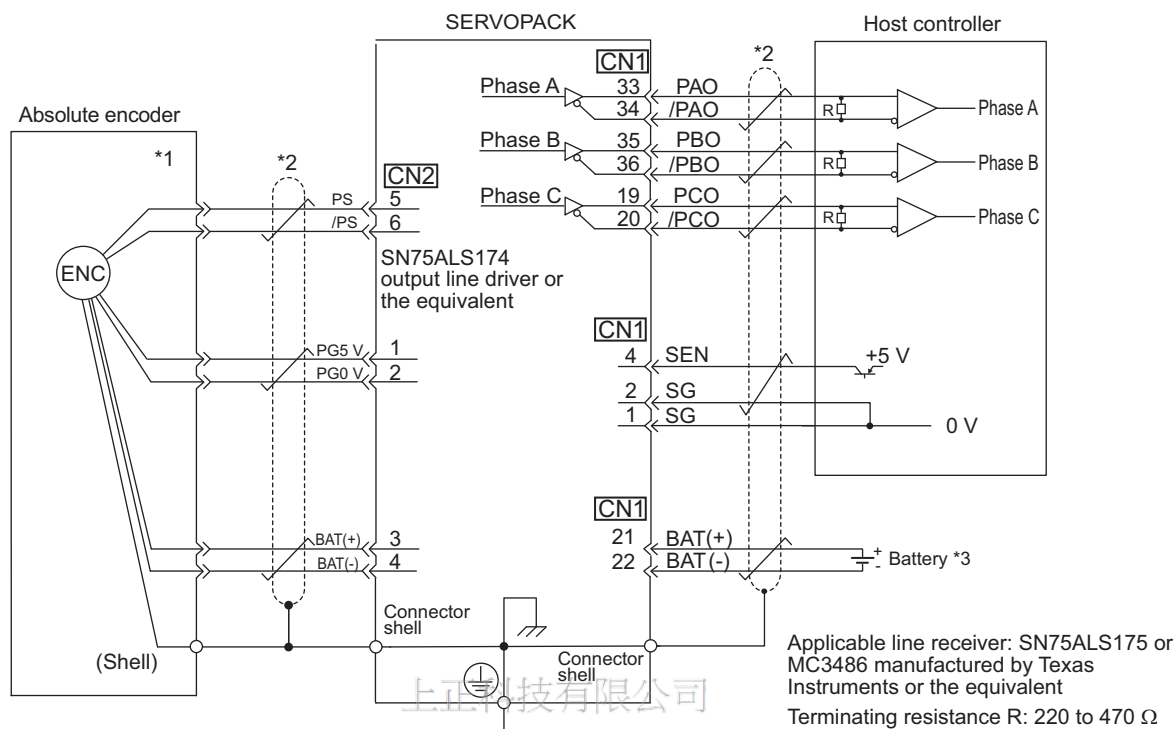 SERVOPACK
Host controller
Absolute encoder
*1
*2
CN2
PS 5
/PS 6
ENC
SN75ALS174
output line driver or
the equivalent
PG5 V 1
PG0 V 2
BAT(+) 3
BAT(-) 4
Connector
shell
(Shell)
CN1
*2
Phase A 33 PAO
34 /PAO
R
Phase A
Phase B 35 PBO
36 /PBO
R
Phase B
Phase C 19 PCO
20 /PCO
R
Phase C
CN1
4 SEN
+5 V
2 SG
1 SG
0 V
CN1
21 BAT(+)
22 BAT(-)
+
-
Battery *3
Connector
shell
上正科技有限公司
Applicable line receiver: SN75ALS175 or
MC3486 manufactured by Texas
Instruments or the equivalent
Terminating resistance R: 220 to 470 Ω